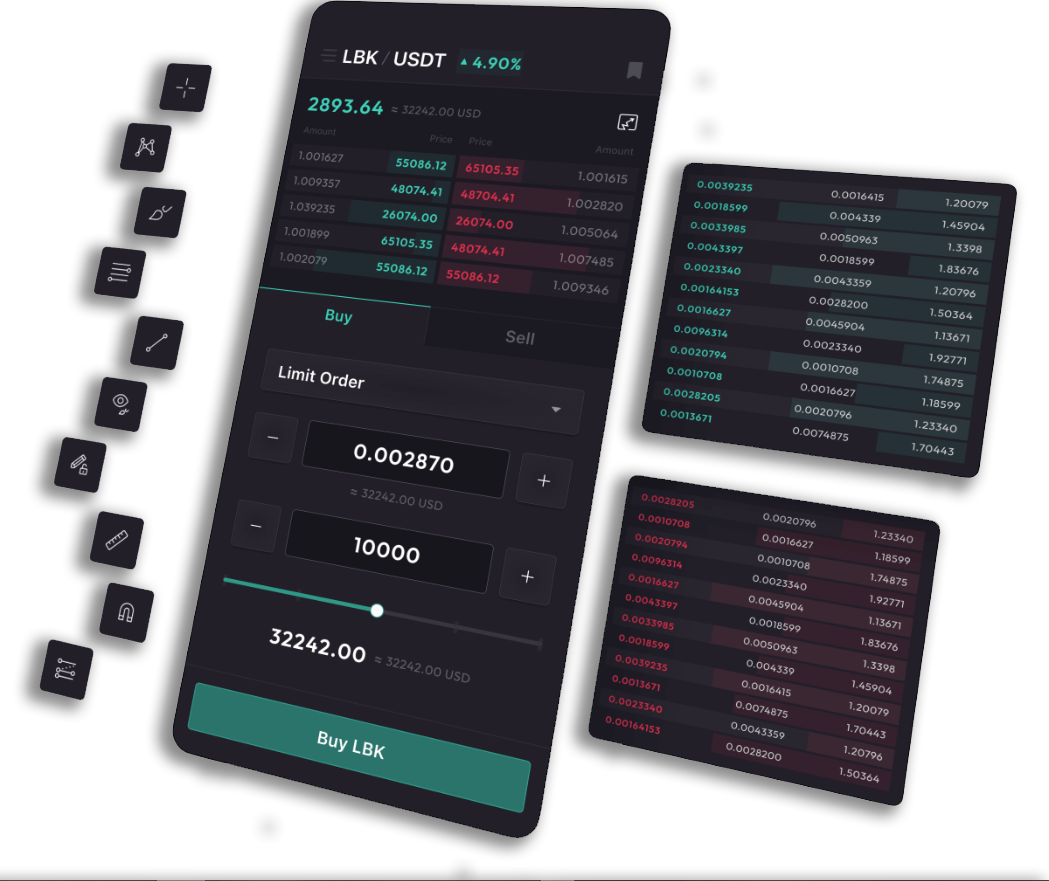 LBK / USDT ▲ 4.90%
2893.64 ≈ 32242.00 USD
Amount Price Price Amount
1.001627 55086.12 65105.35 1.001615
1.009357 48074.41 48704.41 1.002820
1.039235 26074.00 26074.00 1.005064
1.001899 65105.35 48074.41 1.007485
1.002079 55086.12 55086.12 1.009346
Buy Sell
Limit Order
− 0.002870 +
≈ 32242.00 USD
− 10000 +
32242.00 ≈ 32242.00 USD
Buy LBK
0.0039235 0.0016415 1.20079
0.0018599 0.004339 1.45904
0.0033985 0.0050963 1.3398
0.0043397 0.0018599 1.83676
0.0023340 0.0043359 1.20796
0.00164153 0.0028200 1.50364
0.0016627 0.0045904 1.13671
0.0096314 0.0023340 1.92771
0.0020794 0.0010708 1.74875
0.0010708 0.0016627 1.18599
0.0028205 0.0020796 1.23340
0.0013671 0.0074875 1.70443
0.0028205 0.0020796 1.23340
0.0010708 0.0016627 1.18599
0.0020794 0.0010708 1.74875
0.0096314 0.0023340 1.92771
0.0016627 0.0045904 1.13671
0.0043397 0.0018599 1.83676
0.0033985 0.0050963 1.3398
0.0018599 0.004339 1.45904
0.0039235 0.0016415 1.20079
0.0013671 0.0074875 1.70443
0.0023340 0.0043359 1.20796
0.00164153 0.0028200 1.50364